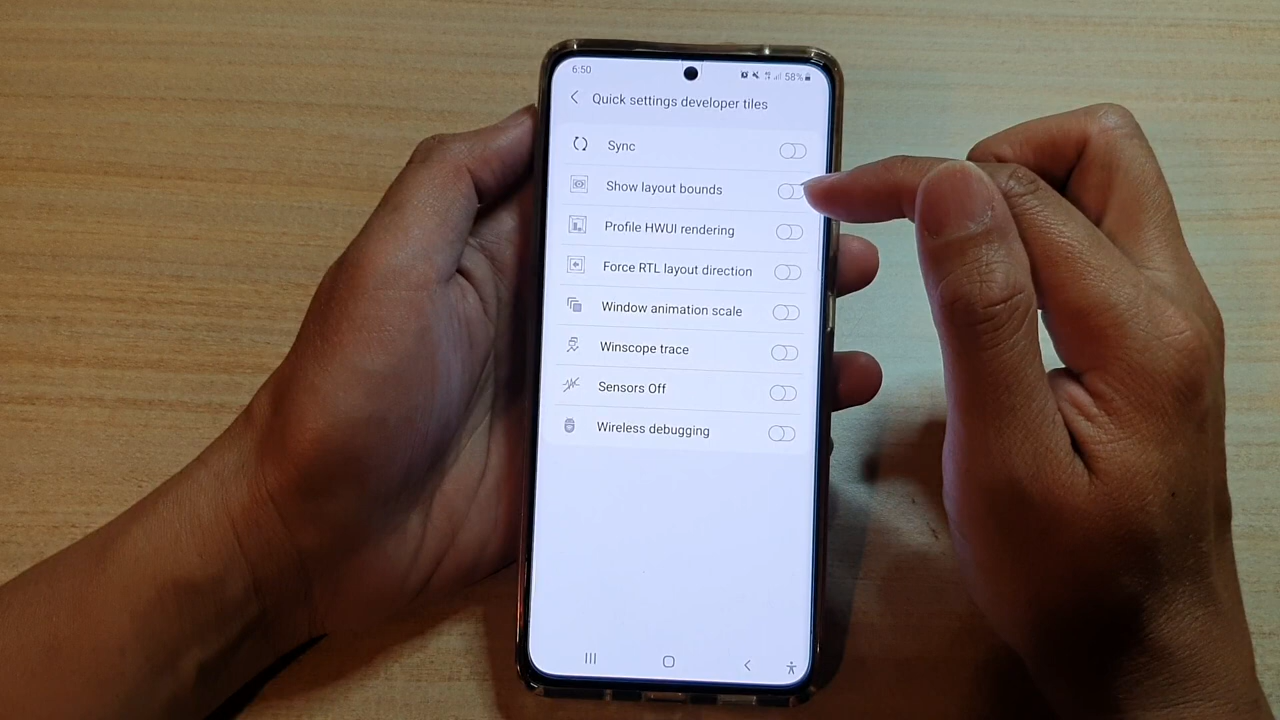 6:50
58%
Quick settings developer tiles
Sync
Show layout bounds
Profile HWUI rendering
Force RTL layout direction
Window animation scale
Winscope trace
Sensors Off
Wireless debugging